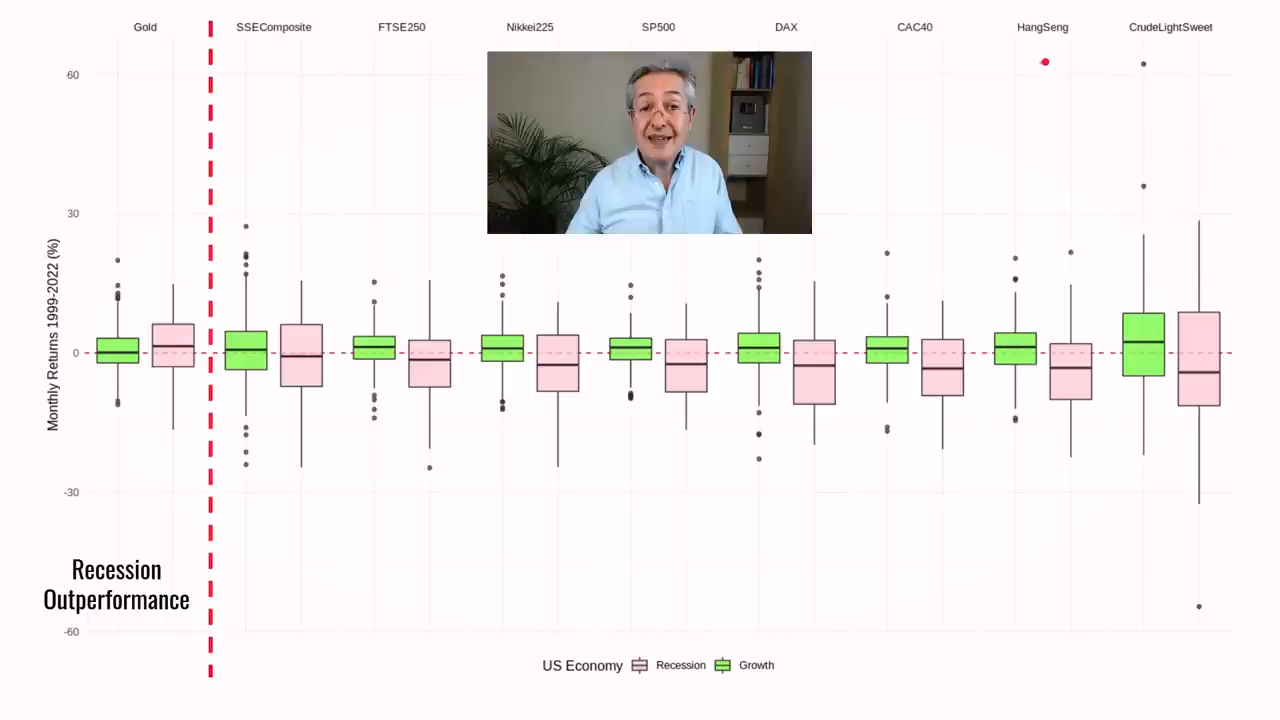 Gold SSEComposite FTSE250 Nikkei225 SP500 DAX CAC40 HangSeng CrudeLightSweet
60
30
0
-30
-60
Monthly Returns 1999-2022 (%)
Recession
Outperformance
US Economy Recession Growth